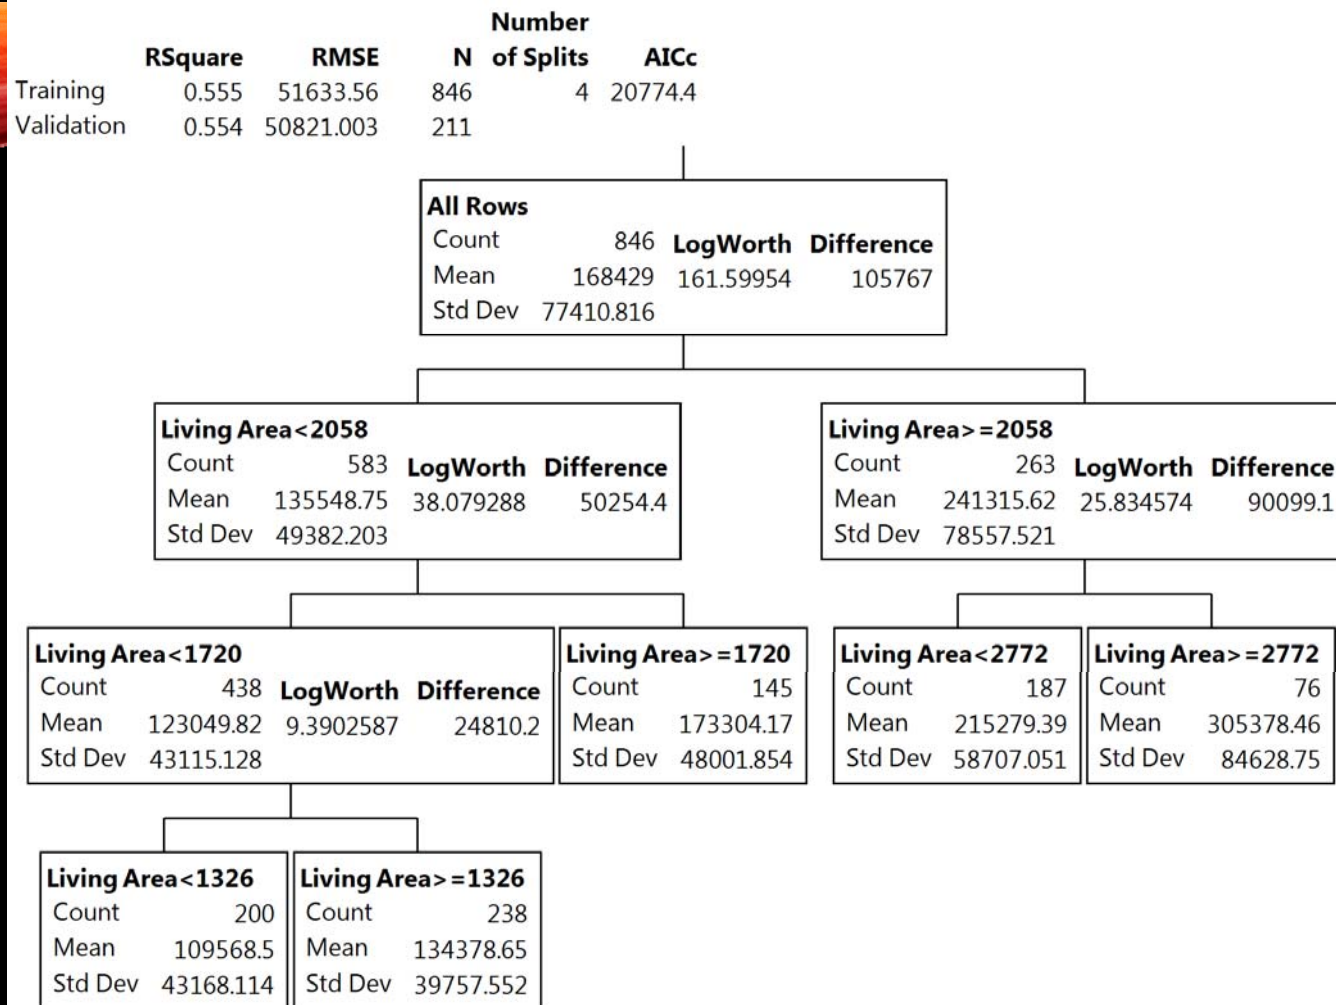 Number
RSquare RMSE N of Splits AICc
Training 0.555 51633.56 846 4 20774.4
Validation 0.554 50821.003 211
All Rows
Count 846 LogWorth Difference
Mean 168429 161.59954 105767
Std Dev 77410.816
Living Area<2058
Count 583 LogWorth Difference
Mean 135548.75 38.079288 50254.4
Std Dev 49382.203
Living Area>=2058
Count 263 LogWorth Difference
Mean 241315.62 25.834574 90099.1
Std Dev 78557.521
Living Area<1720
Count 438 LogWorth Difference
Mean 123049.82 9.3902587 24810.2
Std Dev 43115.128
Living Area>=1720
Count 145
Mean 173304.17
Std Dev 48001.854
Living Area<2772
Count 187
Mean 215279.39
Std Dev 58707.051
Living Area>=2772
Count 76
Mean 305378.46
Std Dev 84628.75
Living Area<1326
Count 200
Mean 109568.5
Std Dev 43168.114
Living Area>=1326
Count 238
Mean 134378.65
Std Dev 39757.552